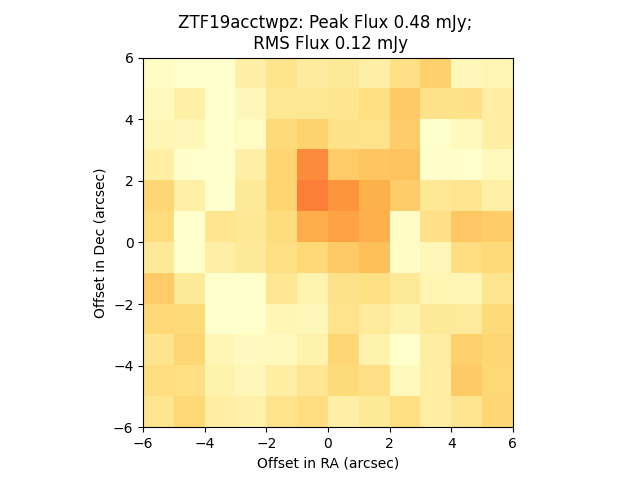 ZTF19acctwpz: Peak Flux 0.48 mJy;
RMS Flux 0.12 mJy
6
4
2
0
−2
−4
−6
Offset in Dec (arcsec)
−6 −4 −2 0 2 4 6
Offset in RA (arcsec)